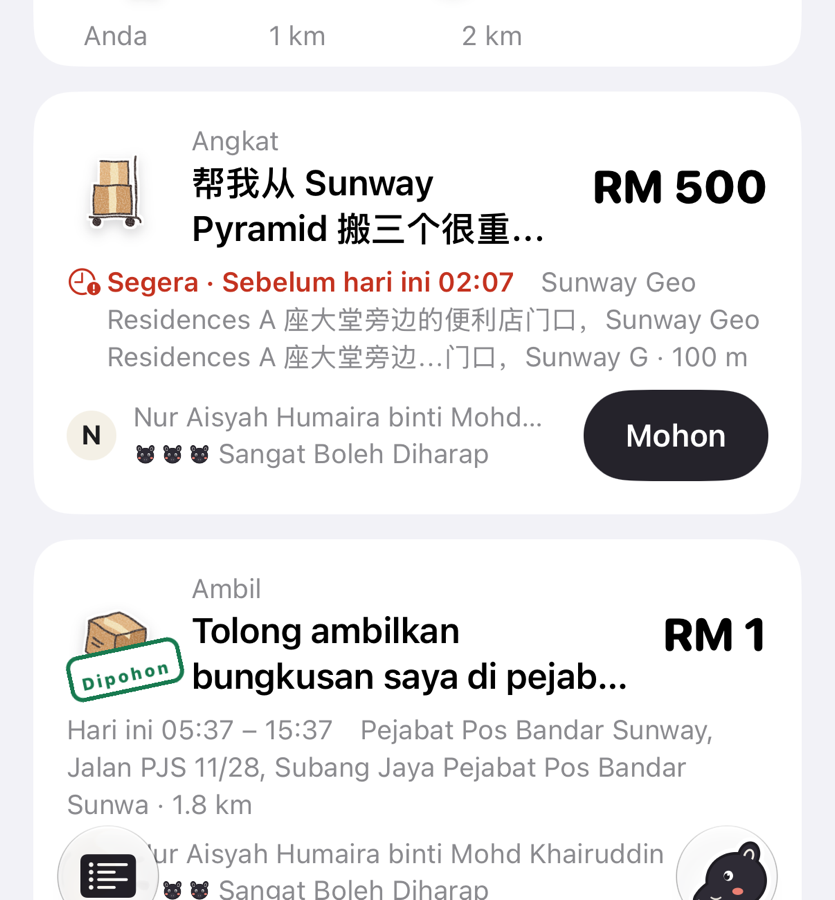 Anda 1 km 2 km
Angkat
帮我从 Sunway
Pyramid 搬三个很重...
RM 500
Segera · Sebelum hari ini 02:07 Sunway Geo
Residences A 座大堂旁边的便利店门口，Sunway Geo
Residences A 座大堂旁边...门口，Sunway G · 100 m
N
Nur Aisyah Humaira binti Mohd...
Sangat Boleh Diharap
Mohon
Ambil
Tolong ambilkan
bungkusan saya di pejab...
RM 1
Dipohon
Hari ini 05:37 – 15:37 Pejabat Pos Bandar Sunway,
Jalan PJS 11/28, Subang Jaya Pejabat Pos Bandar
Sunwa · 1.8 km
ur Aisyah Humaira binti Mohd Khairuddin
Sangat Boleh Diharap